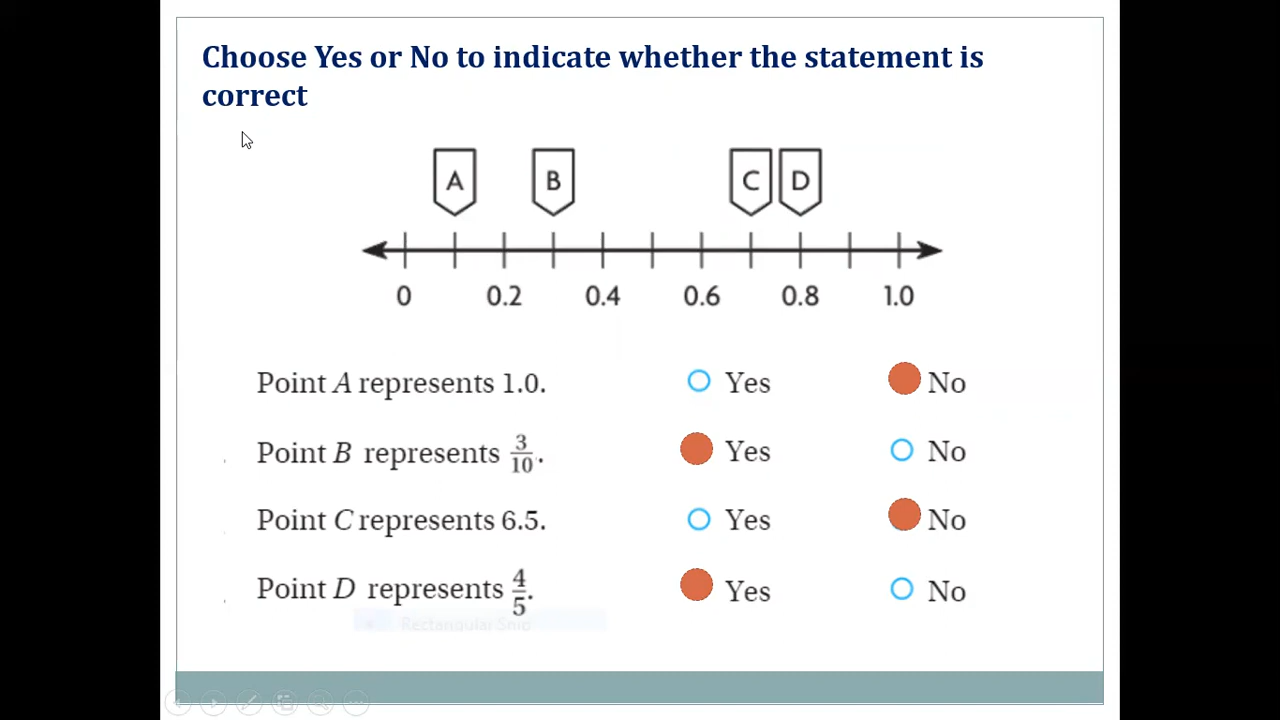 Choose Yes or No to indicate whether the statement is
correct
A B C D
0 0.2 0.4 0.6 0.8 1.0
Point A represents 1.0. Yes No
Point B represents 3/10. Yes No
Point C represents 6.5. Yes No
Point D represents 4/5. Yes No
Rectangular Snip